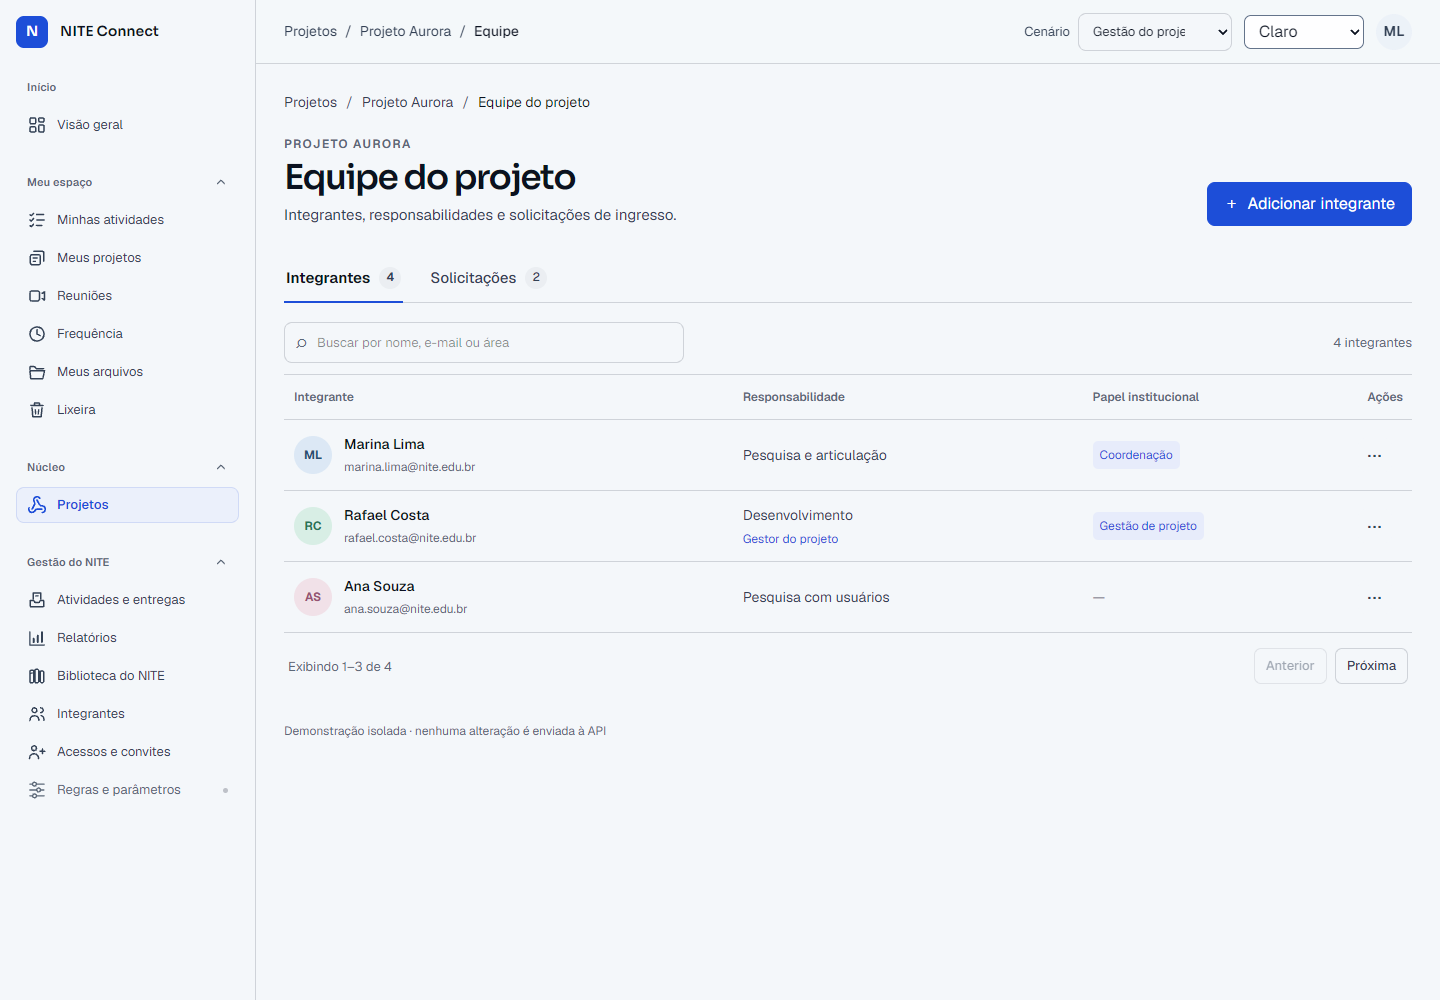 N NITE Connect
Projetos / Projeto Aurora / Equipe
Cenário
Gestão do proje
Claro
ML
Início
Visão geral
Meu espaço
Minhas atividades
Meus projetos
Reuniões
Frequência
Meus arquivos
Lixeira
Núcleo
Projetos
Gestão do NITE
Atividades e entregas
Relatórios
Biblioteca do NITE
Integrantes
Acessos e convites
Regras e parâmetros
Projetos / Projeto Aurora / Equipe do projeto
PROJETO AURORA
Equipe do projeto
Integrantes, responsabilidades e solicitações de ingresso.
+ Adicionar integrante
Integrantes 4
Solicitações 2
Buscar por nome, e-mail ou área
4 integrantes
Integrante Responsabilidade Papel institucional Ações
ML Marina Lima
marina.lima@nite.edu.br
Pesquisa e articulação
Coordenação
...
RC Rafael Costa
rafael.costa@nite.edu.br
Desenvolvimento
Gestor do projeto
Gestão de projeto
...
AS Ana Souza
ana.souza@nite.edu.br
Pesquisa com usuários
—
...
Exibindo 1–3 de 4
Anterior
Próxima
Demonstração isolada · nenhuma alteração é enviada à API